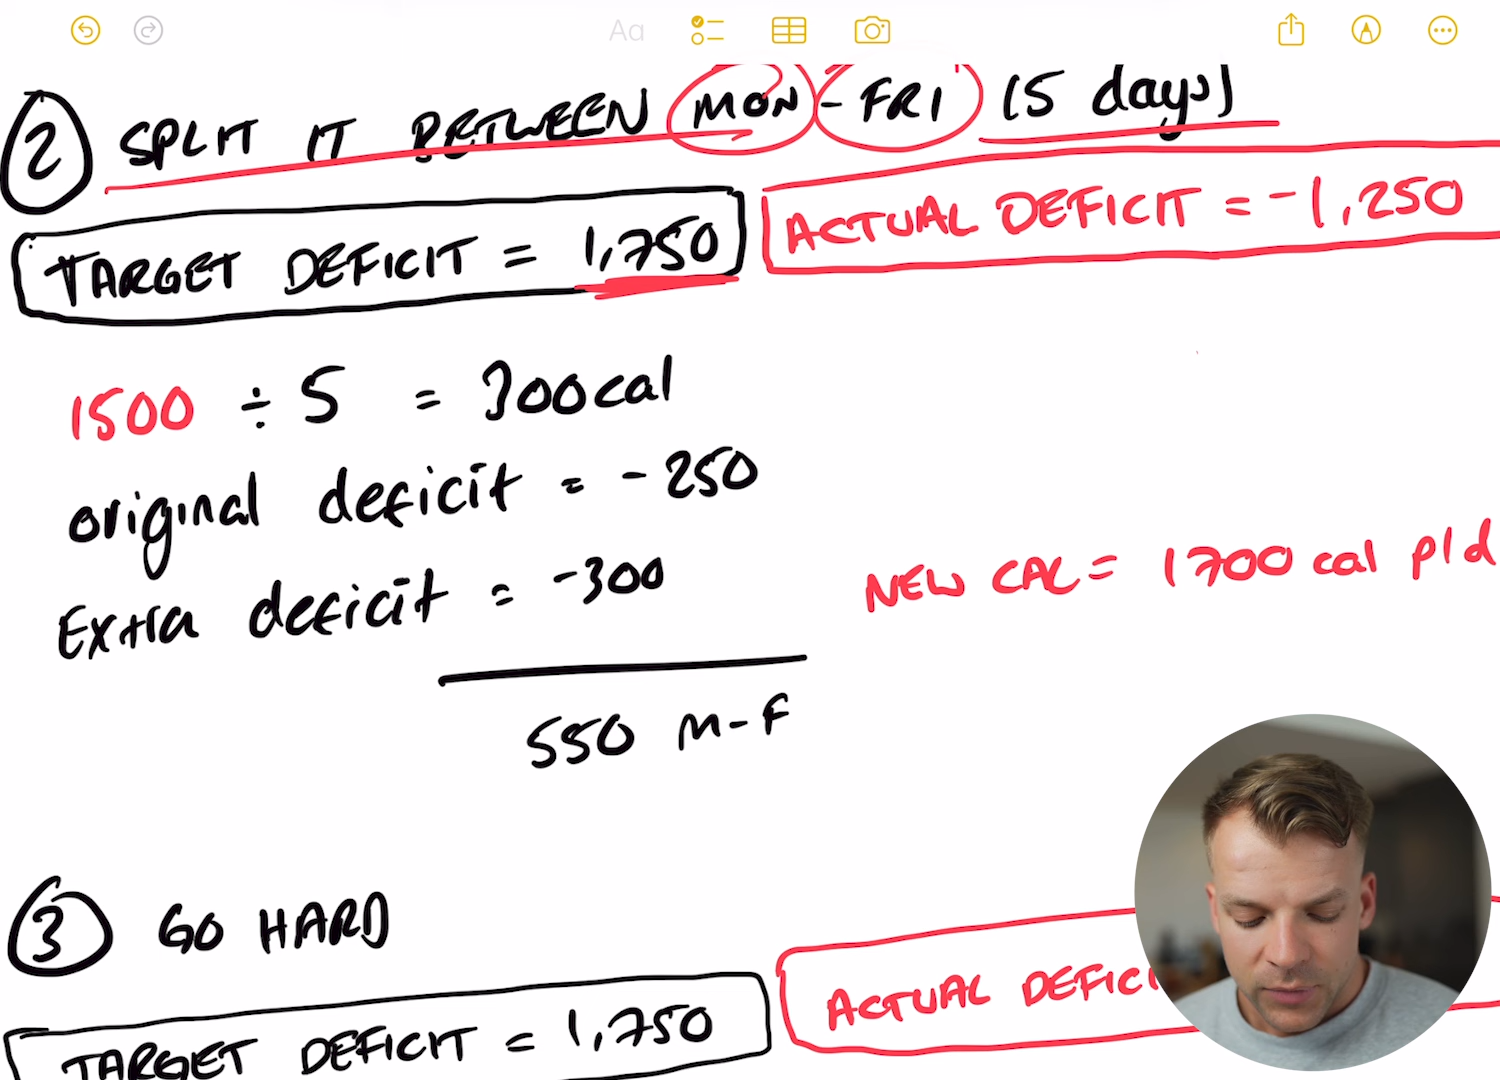 Aa
2 SPLIT IT BETWEEN MON - FRI (5 days)
TARGET DEFICIT = 1,750
ACTUAL DEFICIT = -1,250
1500 ÷ 5 = 300cal
original deficit = -250
Extra deficit = -300
NEW CAL = 1700 cal p/d
550 M-F
3 GO HARD
TARGET DEFICIT = 1,750
ACTUAL DEFICI